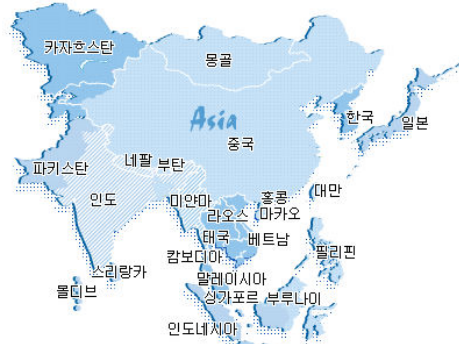 카자흐스탄
몽골
Asia
한국
일본
중국
네팔
부탄
파키스탄
인도
미얀마
홍콩
대만
라오스
마카오
태국
베트남
캄보디아
필리핀
스리랑카
말레이시아
몰디브
싱가포르
부루나이
인도네시아